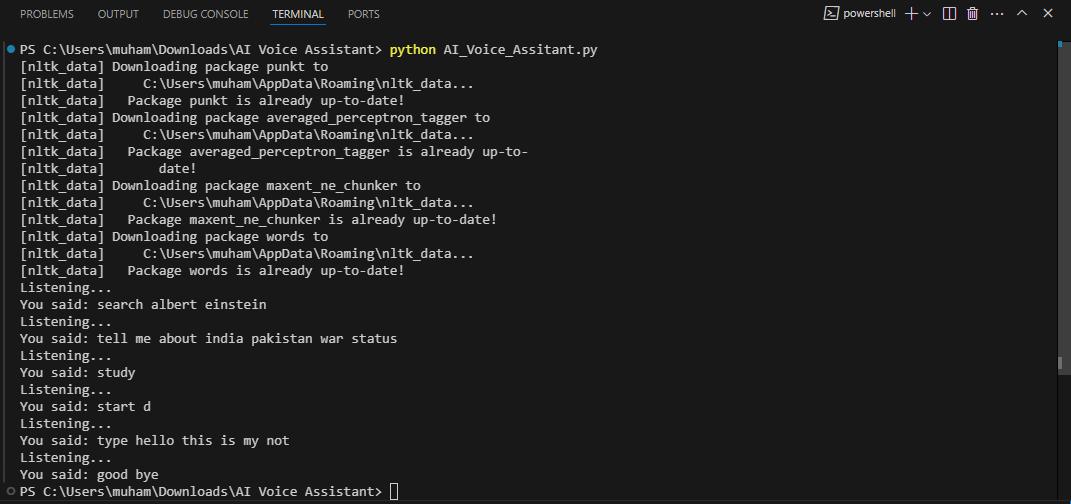 PROBLEMS OUTPUT DEBUG CONSOLE TERMINAL PORTS powershell
PS C:\Users\muham\Downloads\AI Voice Assistant> python AI_Voice_Assitant.py
[nltk_data] Downloading package punkt to
[nltk_data]     C:\Users\muham\AppData\Roaming\nltk_data...
[nltk_data]   Package punkt is already up-to-date!
[nltk_data] Downloading package averaged_perceptron_tagger to
[nltk_data]     C:\Users\muham\AppData\Roaming\nltk_data...
[nltk_data]   Package averaged_perceptron_tagger is already up-to-
[nltk_data]       date!
[nltk_data] Downloading package maxent_ne_chunker to
[nltk_data]     C:\Users\muham\AppData\Roaming\nltk_data...
[nltk_data]   Package maxent_ne_chunker is already up-to-date!
[nltk_data] Downloading package words to
[nltk_data]     C:\Users\muham\AppData\Roaming\nltk_data...
[nltk_data]   Package words is already up-to-date!
Listening...
You said: search albert einstein
Listening...
You said: tell me about india pakistan war status
Listening...
You said: study
Listening...
You said: start d
Listening...
You said: type hello this is my not
Listening...
You said: good bye
PS C:\Users\muham\Downloads\AI Voice Assistant>